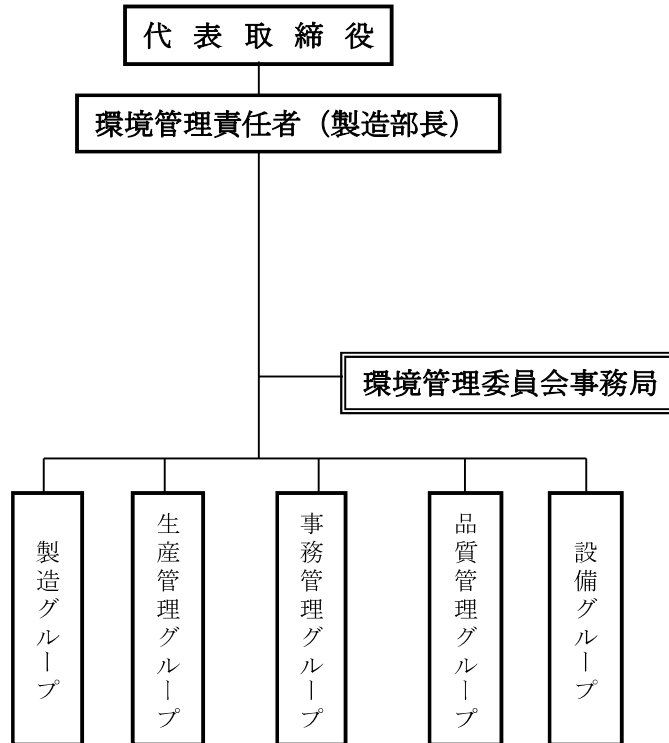 代表取締役
環境管理責任者（製造部長）
環境管理委員会事務局
製造グループ
生産管理グループ
事務管理グループ
品質管理グループ
設備グループ